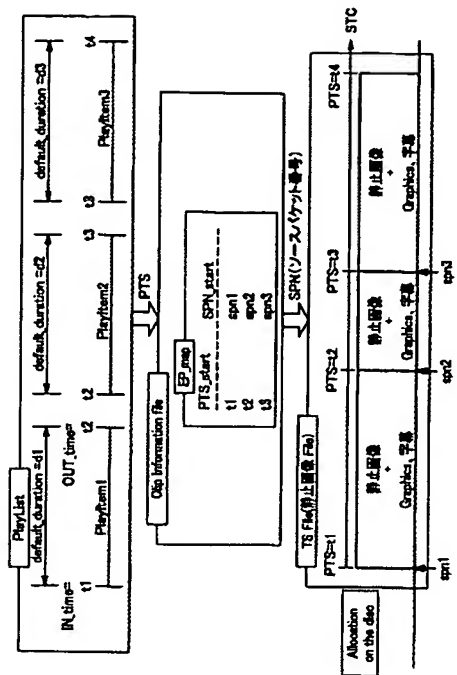 PlayList
default_duration =d1
default_duration =d2
default_duration =d3
IN_time=
OUT_time=
t1
t2
t2
t3
t3
t4
PlayItem1
PlayItem2
PlayItem3
PTS
Clip Information file
EP_map
PTS_start
SPN_start
t1
spn1
t2
spn2
t3
spn3
SPN(ソースパケット番号)
TS File(静止画像 File)
STC
PTS=t1
PTS=t2
PTS=t3
PTS=t4
静止画像
+
Graphics、字幕
静止画像
+
Graphics、字幕
静止画像
+
Graphics、字幕
Allocation
on the disc
spn1
spn2
spn3